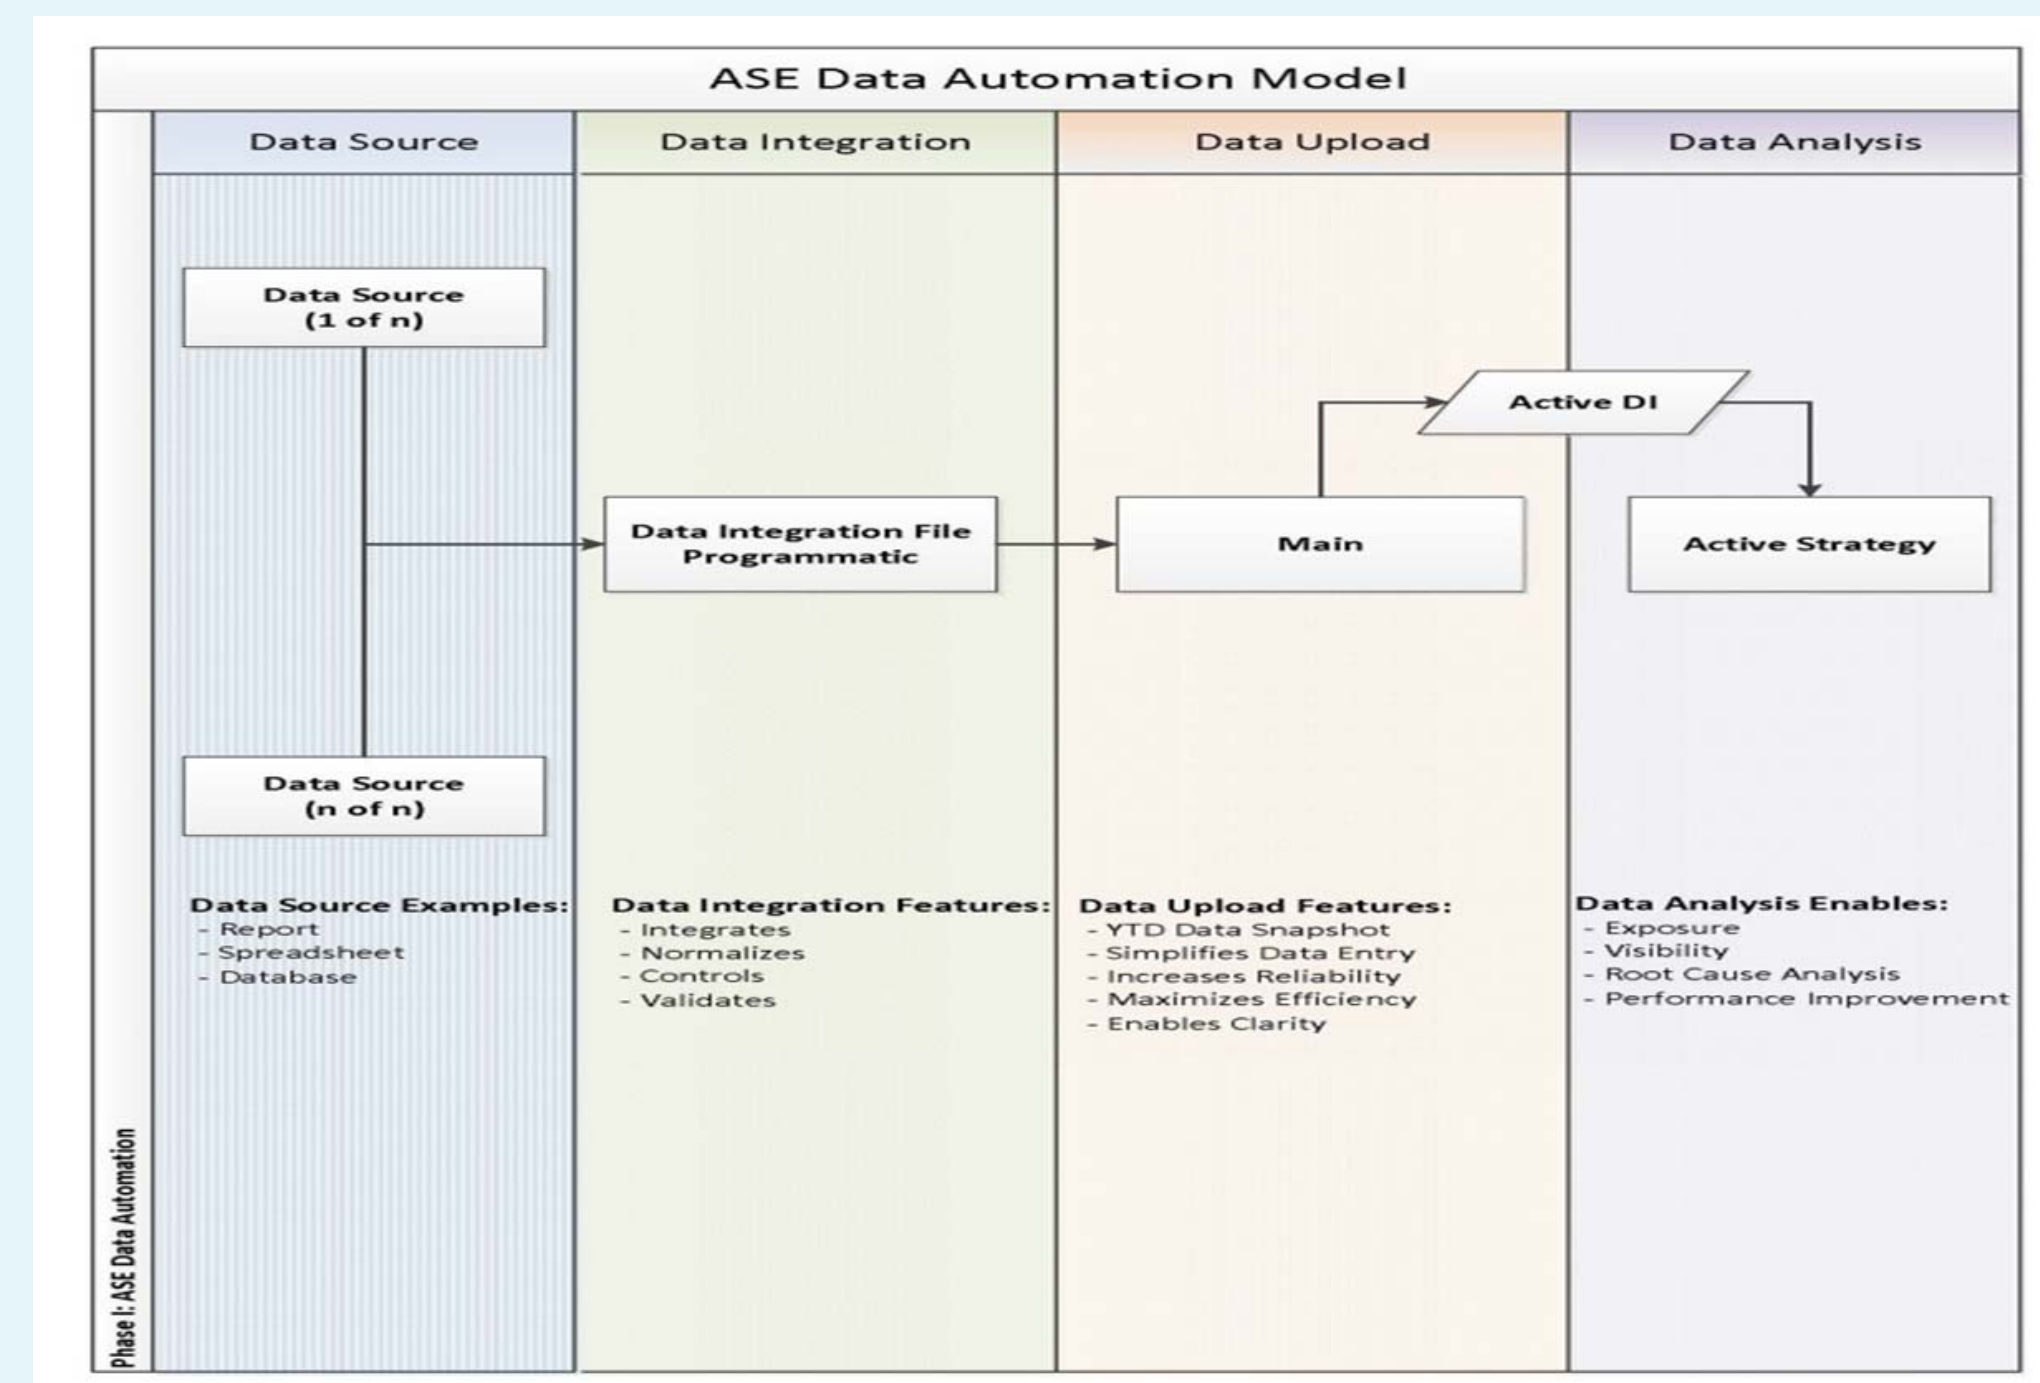 ASE Data Automation Model
Data Source
Data Integration
Data Upload
Data Analysis
Data Source
(1 of n)
Active DI
Data Integration File
Programmatic
Main
Active Strategy
Data Source
(n of n)
Data Source Examples:
- Report
- Spreadsheet
- Database
Data Integration Features:
- Integrates
- Normalizes
- Controls
- Validates
Data Upload Features:
- YTD Data Snapshot
- Simplifies Data Entry
- Increases Reliability
- Maximizes Efficiency
- Enables Clarity
Data Analysis Enables:
- Exposure
- Visibility
- Root Cause Analysis
- Performance Improvement
Phase I: ASE Data Automation